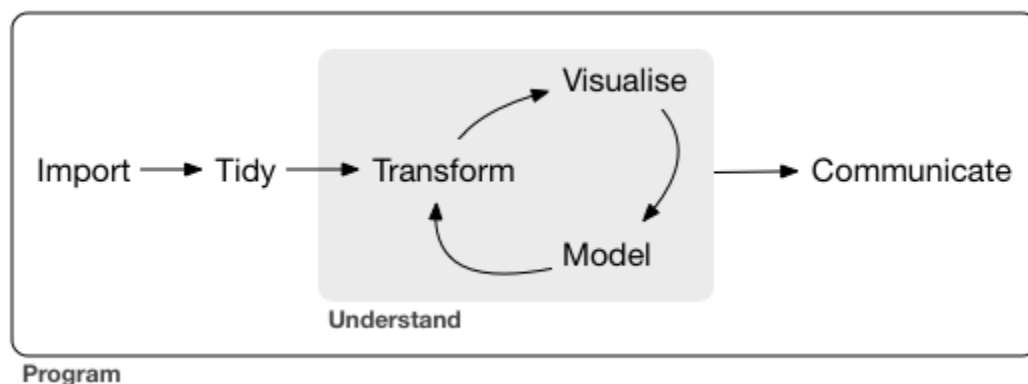 Visualise
Import Tidy Transform Communicate
Model
Understand
Program